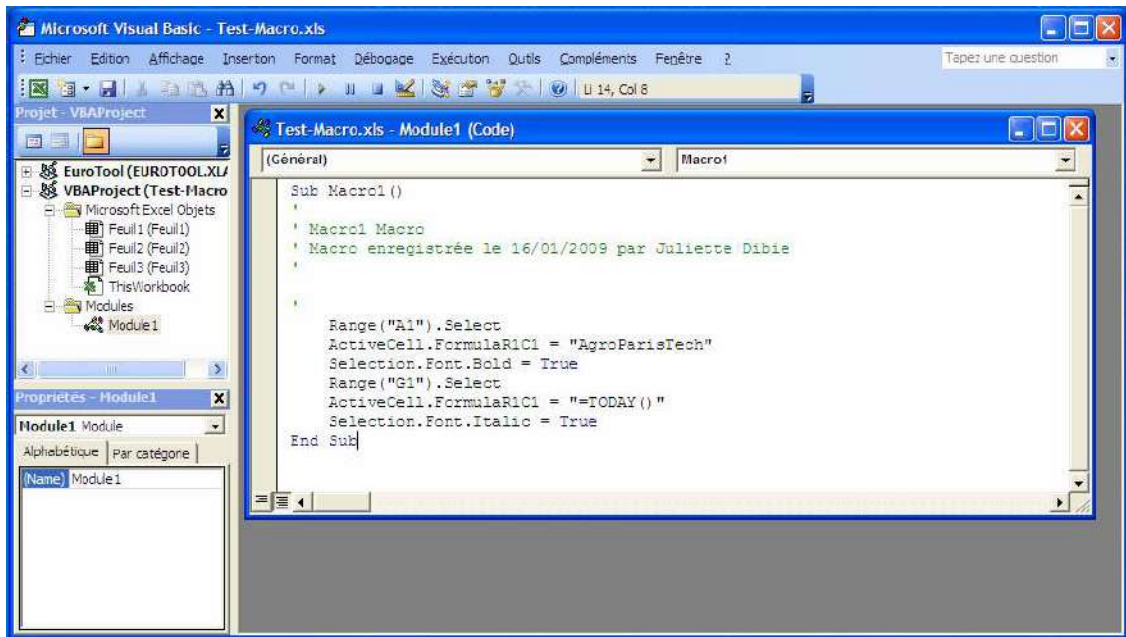 Microsoft Visual Basic - Test-Macro.xls
Fichier Edition Affichage Insertion Format Débogage Exécution Outils Compléments Fenêtre ?
Tapez une question
Li 14, Col 8
Projet - VBAProject
EuroTool (EUROTOOL.XLA
VBAProject (Test-Macro
Microsoft Excel Objets
Feuil1 (Feuil1)
Feuil2 (Feuil2)
Feuil3 (Feuil3)
ThisWorkbook
Modules
Module1
Propriétés - Module1
Module1 Module
Alphabétique Par catégorie
(Name) Module1
Test-Macro.xls - Module1 (Code)
(Général) Macro1
Sub Macro1()
'
' Macro1 Macro
' Macro enregistrée le 16/01/2009 par Juliette Dibie
'
'
Range("A1").Select
ActiveCell.FormulaR1C1 = "AgroParisTech"
Selection.Font.Bold = True
Range("G1").Select
ActiveCell.FormulaR1C1 = "=TODAY()"
Selection.Font.Italic = True
End Sub